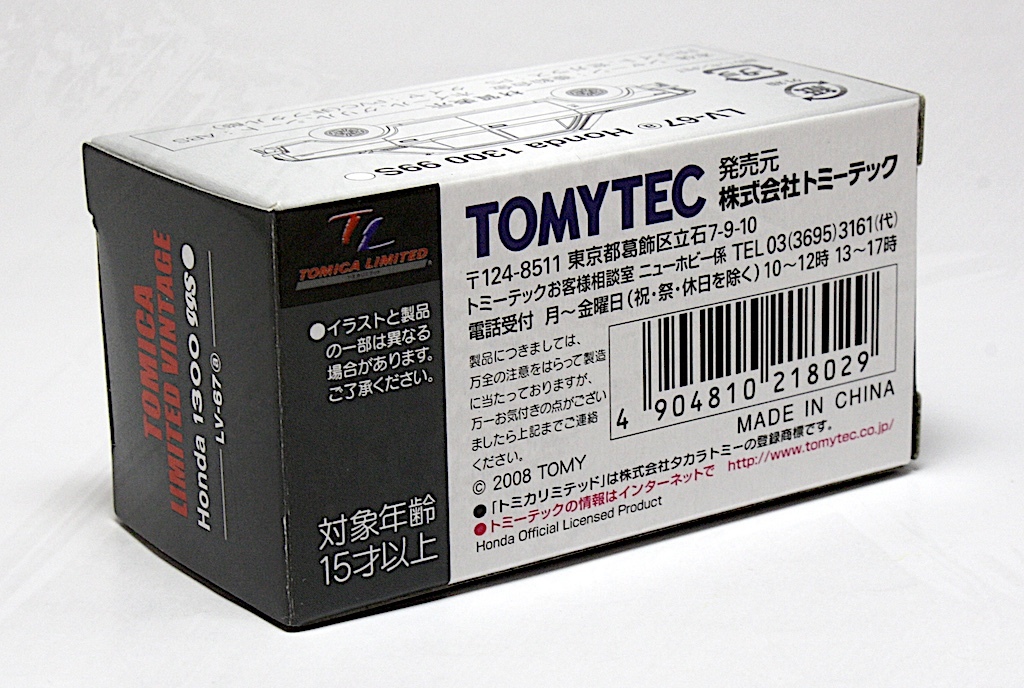 LV-67ⓐ Honda 1300 99S
TOMICA
LIMITED VINTAGE
Honda 1300 99S
LV-67ⓐ
TL
TOMICA LIMITED
●イラストと製品
の一部は異なる
場合があります。
ご了承ください。
対象年齢
15才以上
TOMYTEC
発売元
株式会社トミーテック
〒124-8511 東京都葛飾区立石7-9-10
トミーテックお客様相談室 ニューホビー係 TEL 03(3695)3161(代)
電話受付 月〜金曜日(祝・祭・休日を除く)10〜12時 13〜17時
製品につきましては、
万全の注意をはらって製造
に当たっておりますが、
万一お気付きの点がござい
ましたら上記までご連絡
ください。
4 904810 218029
MADE IN CHINA
© 2008 TOMY
●「トミカリミテッド」は株式会社タカラトミーの登録商標です。
●トミーテックの情報はインターネットで http://www.tomytec.co.jp/
Honda Official Licensed Product